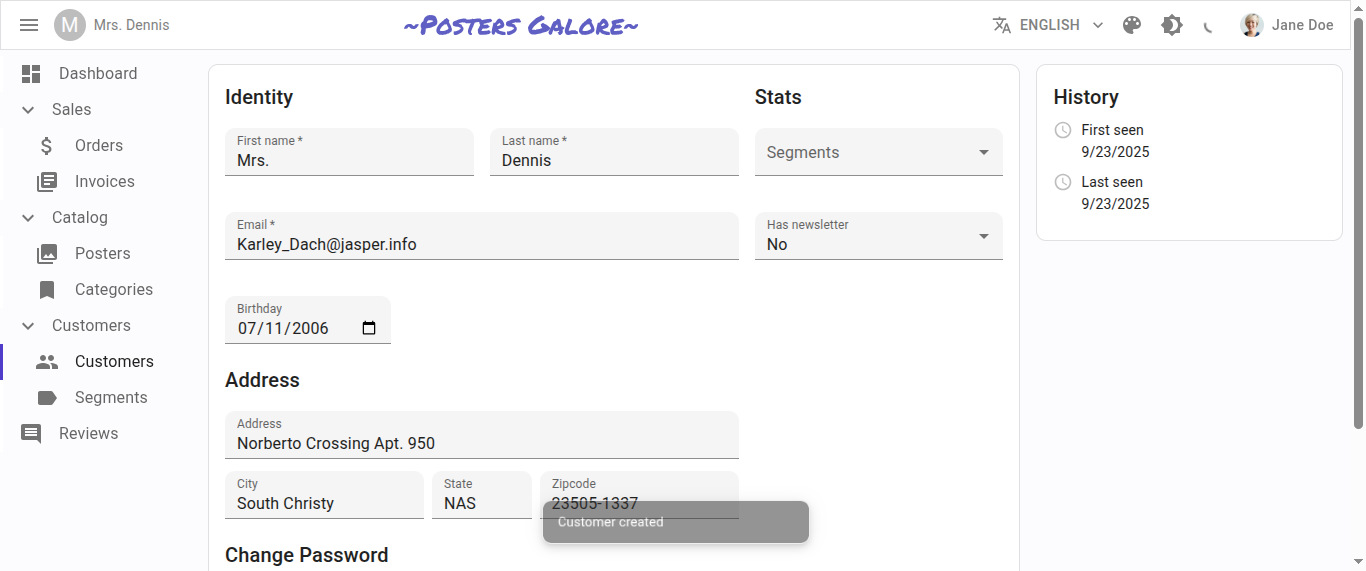 M Mrs. Dennis
~Posters Galore~
ENGLISH
Jane Doe
Dashboard
Sales
Orders
Invoices
Catalog
Posters
Categories
Customers
Customers
Segments
Reviews
Identity
First name *
Mrs.
Last name *
Dennis
Email *
Karley_Dach@jasper.info
Birthday
07/11/2006
Stats
Segments
Has newsletter
No
Address
Address
Norberto Crossing Apt. 950
City
South Christy
State
NAS
Zipcode
23505-1337
Customer created
Change Password
History
First seen
9/23/2025
Last seen
9/23/2025